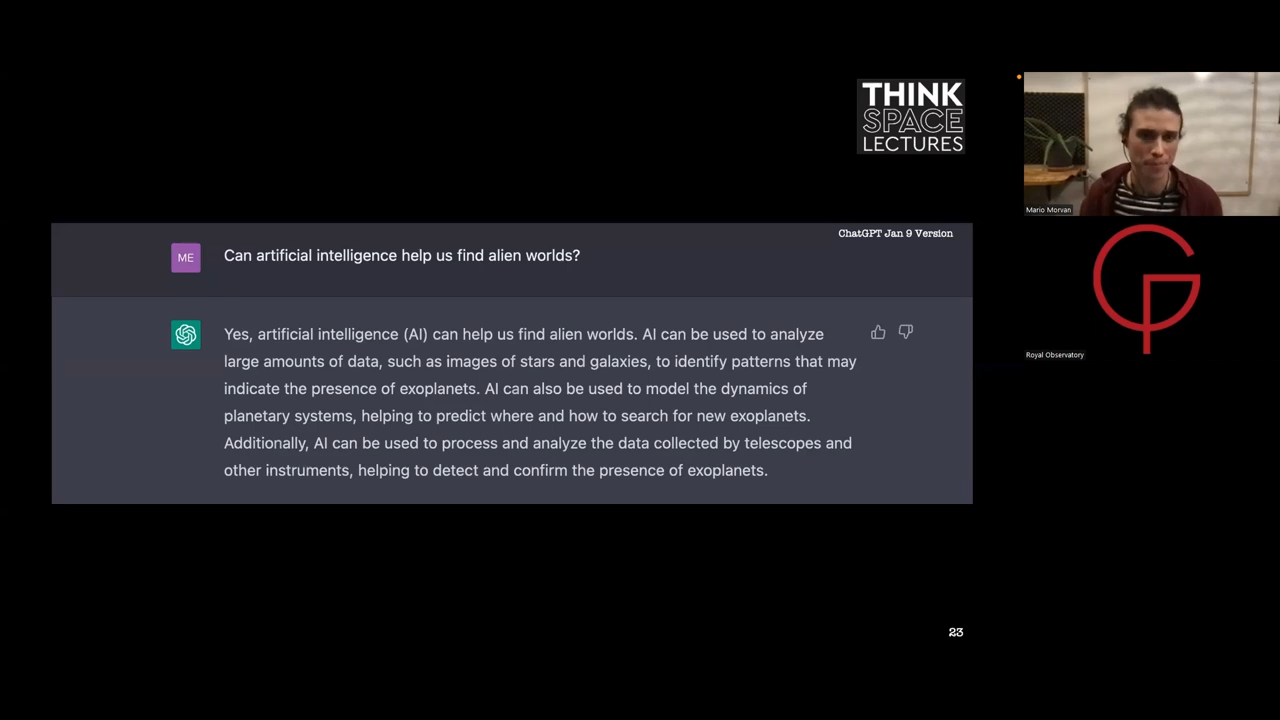 THINK
SPACE
LECTURES
Mario Morvan
ChatGPT Jan 9 Version
ME
Can artificial intelligence help us find alien worlds?
Yes, artificial intelligence (AI) can help us find alien worlds. AI can be used to analyze
large amounts of data, such as images of stars and galaxies, to identify patterns that may
indicate the presence of exoplanets. AI can also be used to model the dynamics of
planetary systems, helping to predict where and how to search for new exoplanets.
Additionally, AI can be used to process and analyze the data collected by telescopes and
other instruments, helping to detect and confirm the presence of exoplanets.
Royal Observatory
23